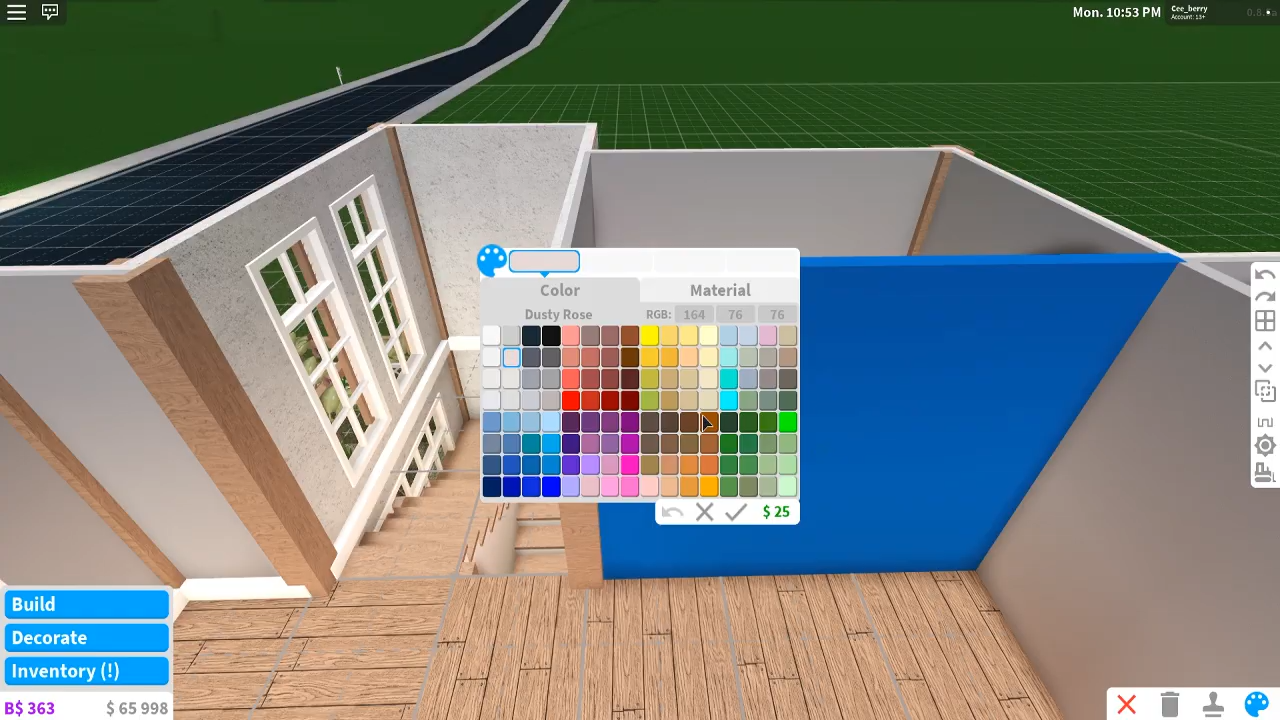 Mon. 10:53 PM
Cee_berry
Account: 13+
Color
Material
Dusty Rose
RGB: 164 76 76
$ 25
Build
Decorate
Inventory (!)
B$ 363
$ 65 998